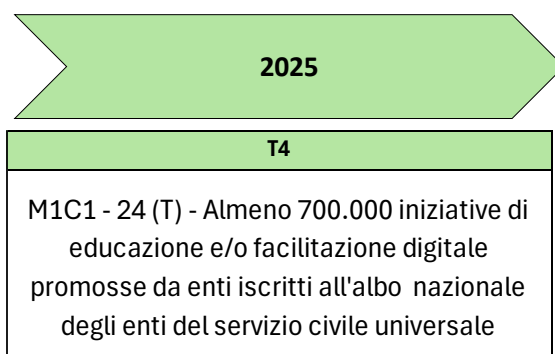 2025
T4
M1C1 - 24 (T) - Almeno 700.000 iniziative di
educazione e/o facilitazione digitale
promosse da enti iscritti all'albo  nazionale
degli enti del servizio civile universale